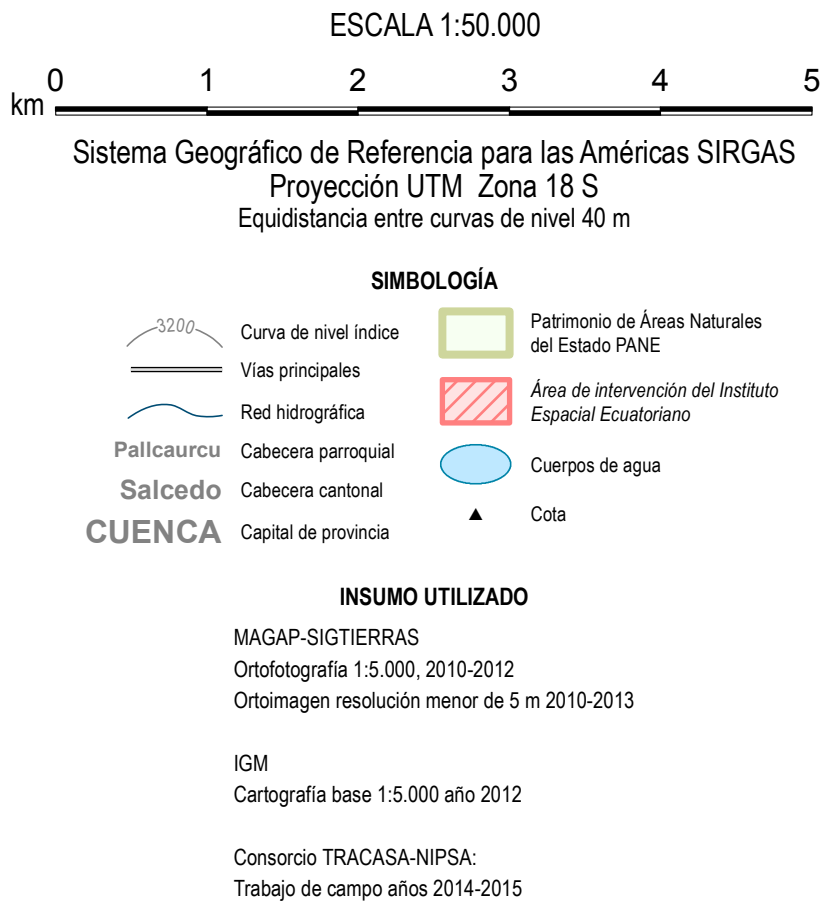 ESCALA 1:50.000
0 1 2 3 4 5
km
Sistema Geográfico de Referencia para las Américas SIRGAS
Proyección UTM Zona 18 S
Equidistancia entre curvas de nivel 40 m
SIMBOLOGÍA
3200 Curva de nivel índice
Vías principales
Red hidrográfica
Pallcaurcu Cabecera parroquial
Salcedo Cabecera cantonal
CUENCA Capital de provincia
Patrimonio de Áreas Naturales
del Estado PANE
Área de intervención del Instituto
Espacial Ecuatoriano
Cuerpos de agua
Cota
INSUMO UTILIZADO
MAGAP-SIGTIERRAS
Ortofotografía 1:5.000, 2010-2012
Ortoimagen resolución menor de 5 m 2010-2013
IGM
Cartografía base 1:5.000 año 2012
Consorcio TRACASA-NIPSA:
Trabajo de campo años 2014-2015